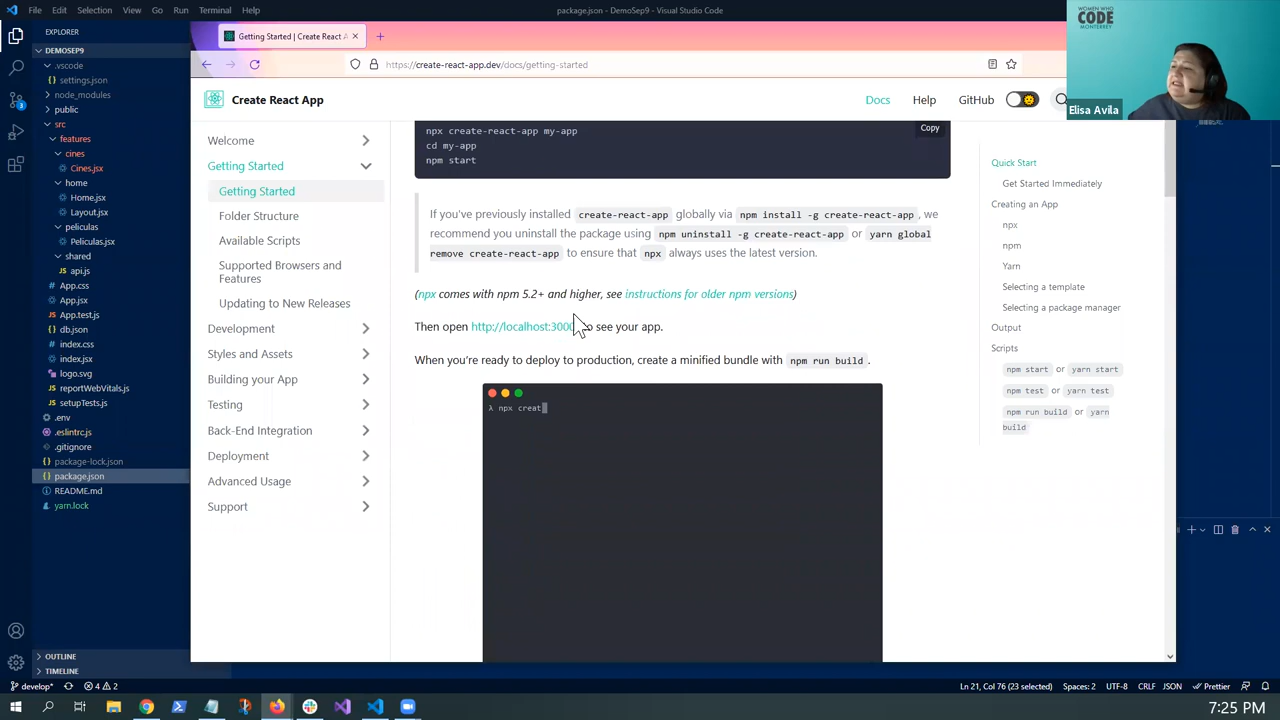 File Edit Selection View Go Run Terminal Help
package.json - DemoSep9 - Visual Studio Code
EXPLORER
DEMOSEP9
.vscode
settings.json
node_modules
public
src
features
cines
Cines.jsx
home
Home.jsx
Layout.jsx
peliculas
Peliculas.jsx
shared
api.js
App.css
App.jsx
App.test.js
db.json
index.css
index.jsx
logo.svg
reportWebVitals.js
setupTests.js
.env
.eslintrc.js
.gitignore
package-lock.json
package.json
README.md
yarn.lock
OUTLINE
TIMELINE
Getting Started | Create React A
https://create-react-app.dev/docs/getting-started
Create React App
Docs Help GitHub
Welcome
Getting Started
Getting Started
Folder Structure
Available Scripts
Supported Browsers and
Features
Updating to New Releases
Development
Styles and Assets
Building your App
Testing
Back-End Integration
Deployment
Advanced Usage
Support
npx create-react-app my-app
cd my-app
npm start
Copy
If you've previously installed create-react-app globally via npm install -g create-react-app, we
recommend you uninstall the package using npm uninstall -g create-react-app or yarn global
remove create-react-app to ensure that npx always uses the latest version.
(npx comes with npm 5.2+ and higher, see instructions for older npm versions)
Then open http://localhost:3000 to see your app.
When you're ready to deploy to production, create a minified bundle with npm run build.
λ npx creat
Quick Start
Get Started Immediately
Creating an App
npx
npm
Yarn
Selecting a template
Selecting a package manager
Output
Scripts
npm start or yarn start
npm test or yarn test
npm run build or yarn
build
WOMEN WHO
CODE
MONTERREY
Elisa Avila
3
develop* 4 2
Ln 21, Col 76 (23 selected) Spaces: 2 UTF-8 CRLF JSON Prettier
7:25 PM